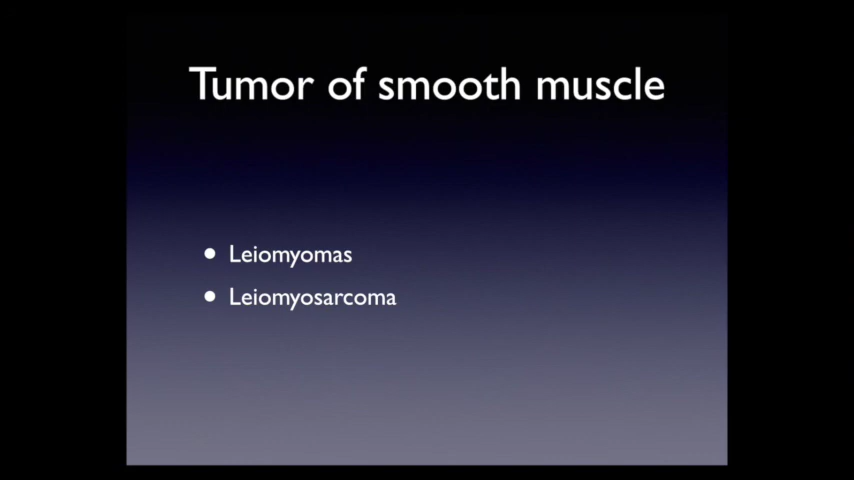 Tumor of smooth muscle
• Leiomyomas
• Leiomyosarcoma